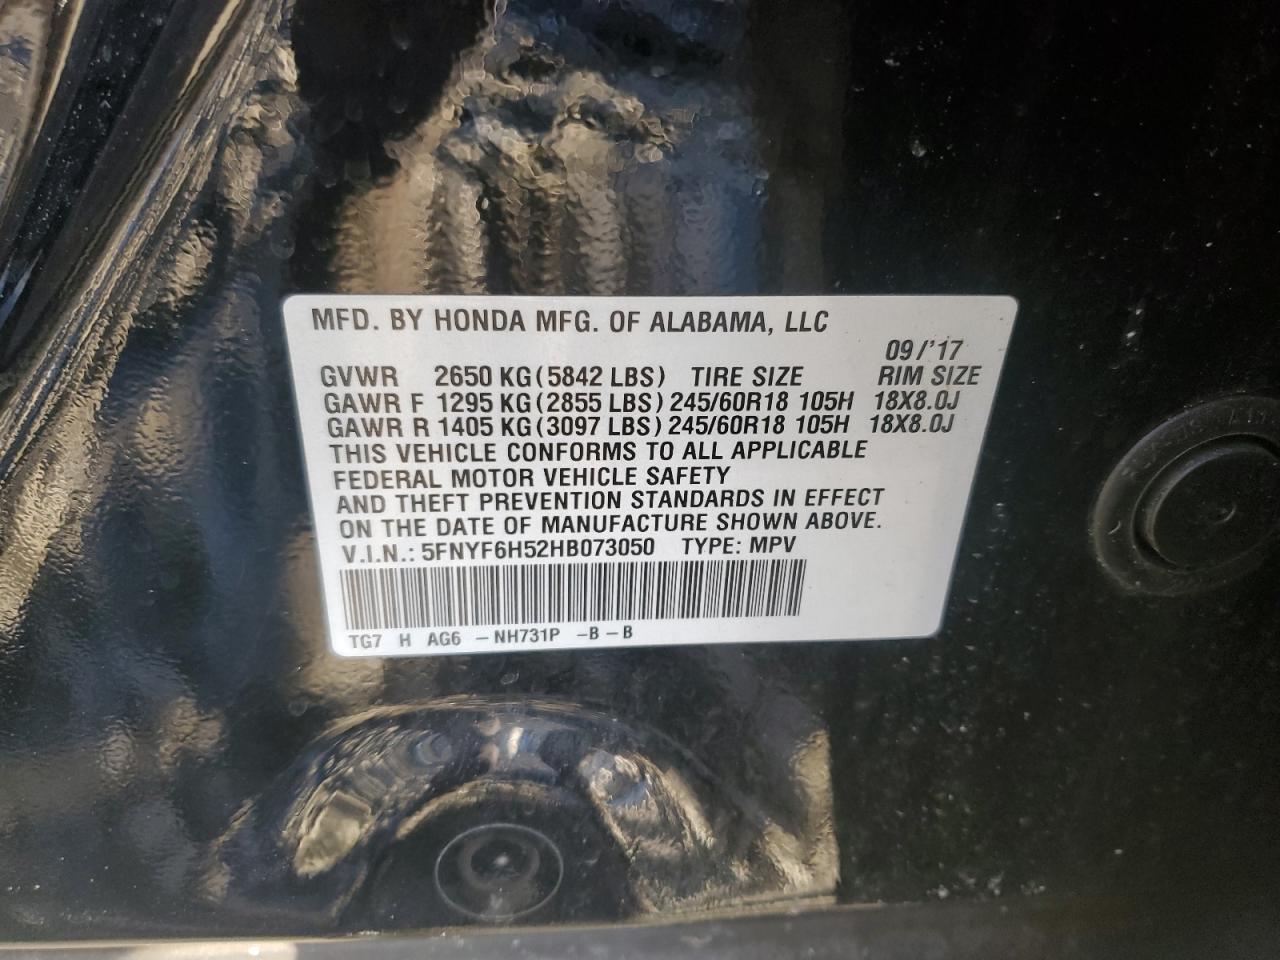 MFD. BY HONDA MFG. OF ALABAMA, LLC
09/'17
GVWR 2650 KG (5842 LBS) TIRE SIZE RIM SIZE
GAWR F 1295 KG (2855 LBS) 245/60R18 105H 18X8.0J
GAWR R 1405 KG (3097 LBS) 245/60R18 105H 18X8.0J
THIS VEHICLE CONFORMS TO ALL APPLICABLE
FEDERAL MOTOR VEHICLE SAFETY
AND THEFT PREVENTION STANDARDS IN EFFECT
ON THE DATE OF MANUFACTURE SHOWN ABOVE.
V.I.N.: 5FNYF6H52HB073050 TYPE: MPV
TG7 H AG6 -NH731P -B-B